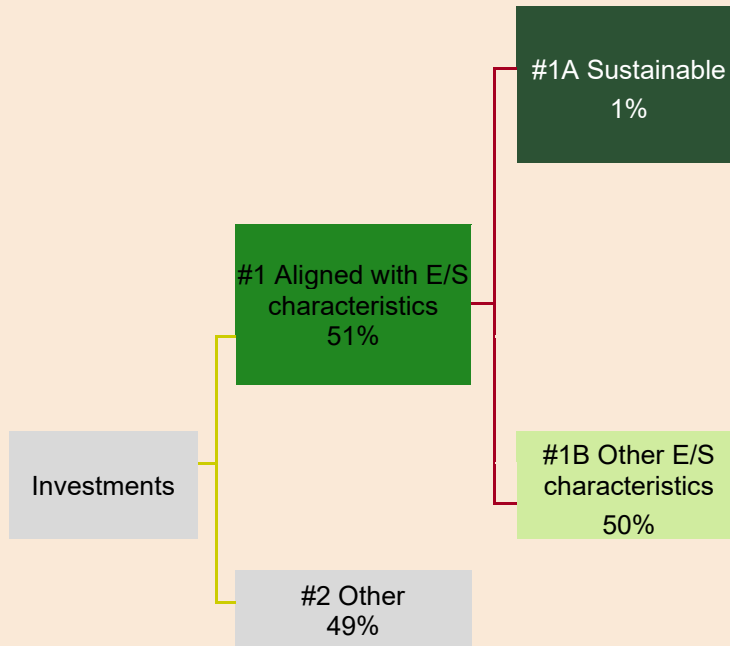 #1A Sustainable
1%
#1 Aligned with E/S
characteristics
51%
Investments
#1B Other E/S
characteristics
50%
#2 Other
49%